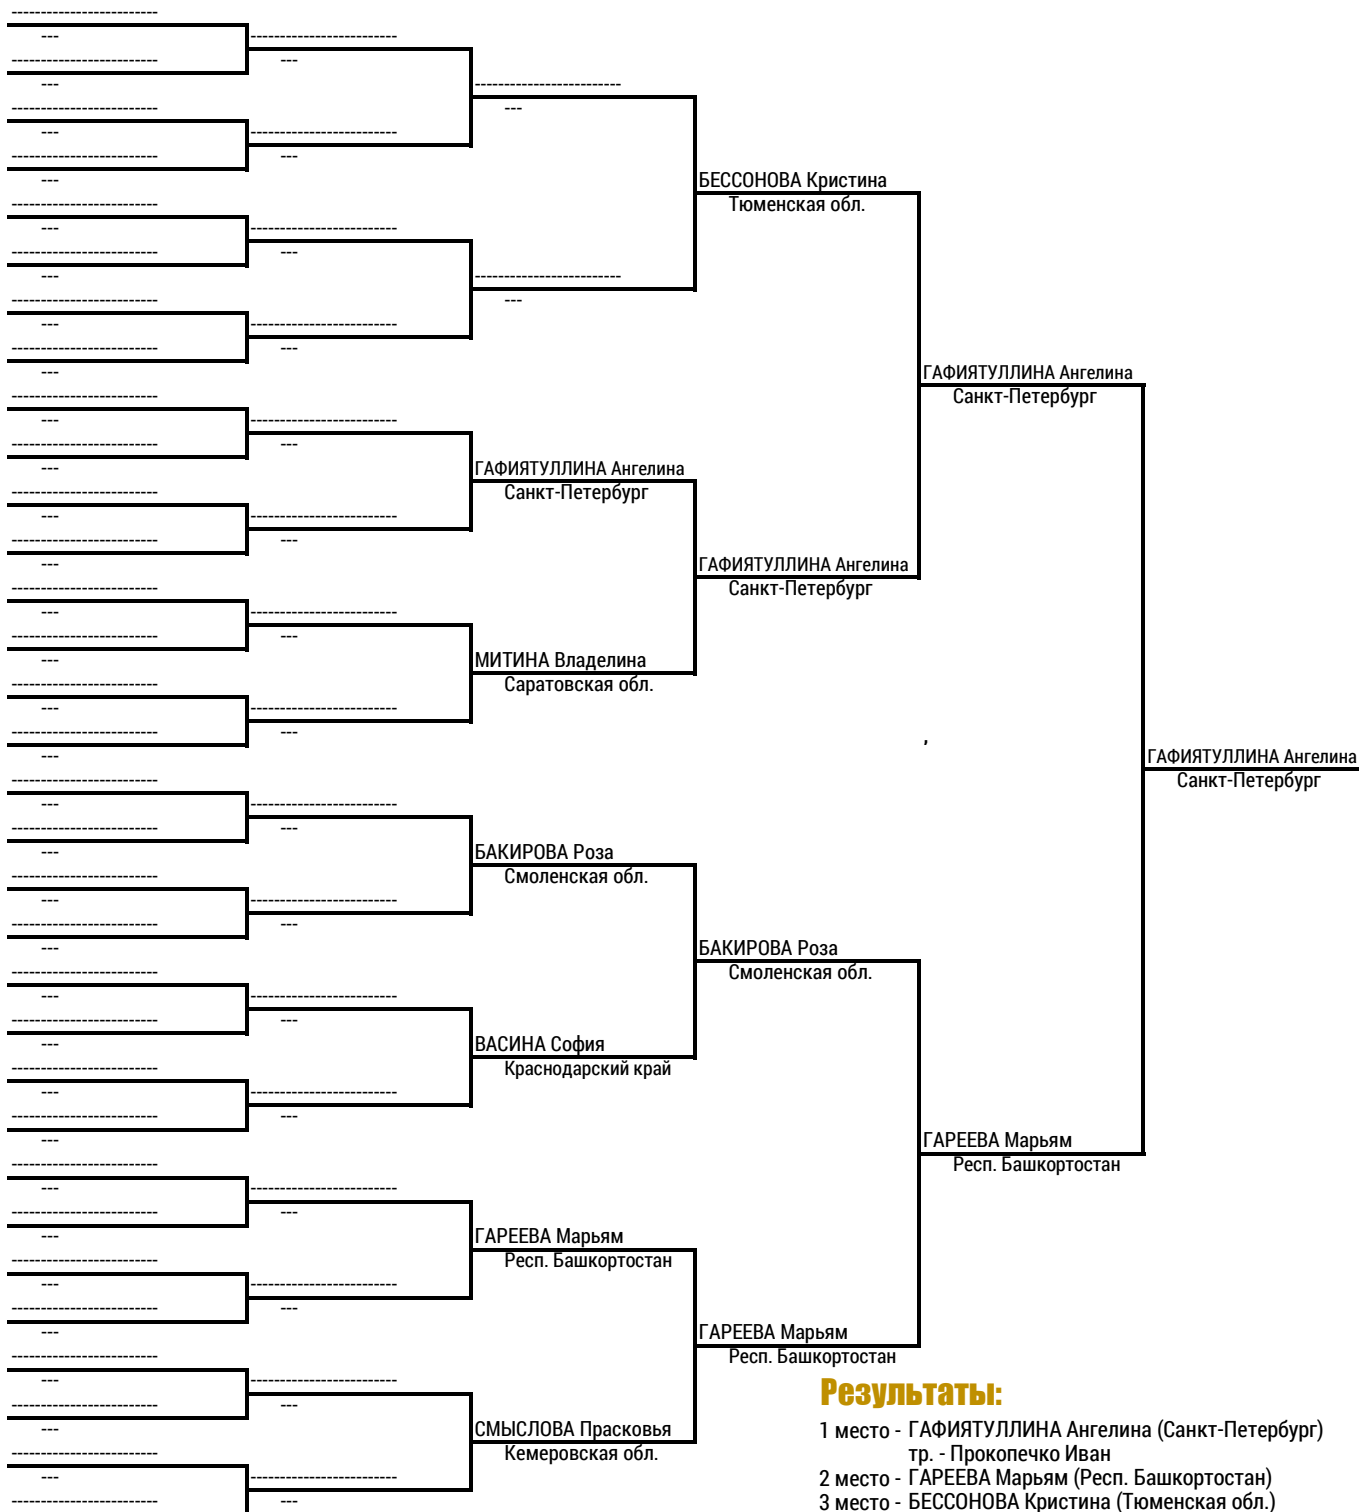 БЕССОНОВА Кристина
Тюменская обл.
ГАФИЯТУЛЛИНА Ангелина
Санкт-Петербург
ГАФИЯТУЛЛИНА Ангелина
Санкт-Петербург
ГАФИЯТУЛЛИНА Ангелина
Санкт-Петербург
МИТИНА Владелина
Саратовская обл.
,
ГАФИЯТУЛЛИНА Ангелина
Санкт-Петербург
БАКИРОВА Роза
Смоленская обл.
БАКИРОВА Роза
Смоленская обл.
ВАСИНА София
Краснодарский край
ГАРЕЕВА Марьям
Респ. Башкортостан
ГАРЕЕВА Марьям
Респ. Башкортостан
ГАРЕЕВА Марьям
Респ. Башкортостан
СМЫСЛОВА Прасковья
Кемеровская обл.
Результаты:
1 место - ГАФИЯТУЛЛИНА Ангелина (Санкт-Петербург)
тр. - Прокопечко Иван
2 место - ГАРЕЕВА Марьям (Респ. Башкортостан)
3 место - БЕССОНОВА Кристина (Тюменская обл.)